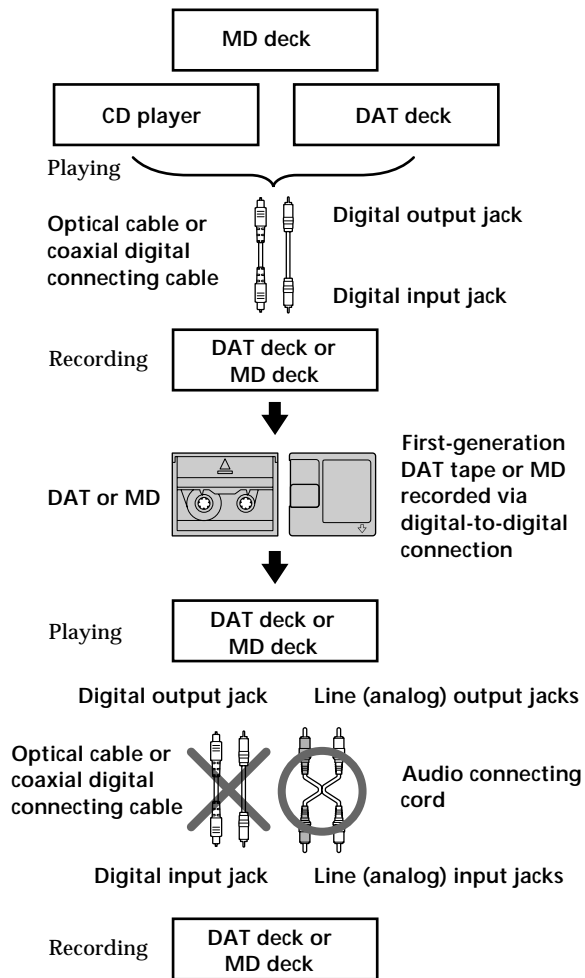 MD deck
CD player
DAT deck
Playing
Optical cable or
coaxial digital
connecting cable
Digital output jack
Digital input jack
Recording
DAT deck or
MD deck
DAT or MD
First-generation
DAT tape or MD
recorded via
digital-to-digital
connection
Playing
DAT deck or
MD deck
Digital output jack
Line (analog) output jacks
Optical cable or
coaxial digital
connecting cable
Audio connecting
cord
Digital input jack
Line (analog) input jacks
Recording
DAT deck or
MD deck